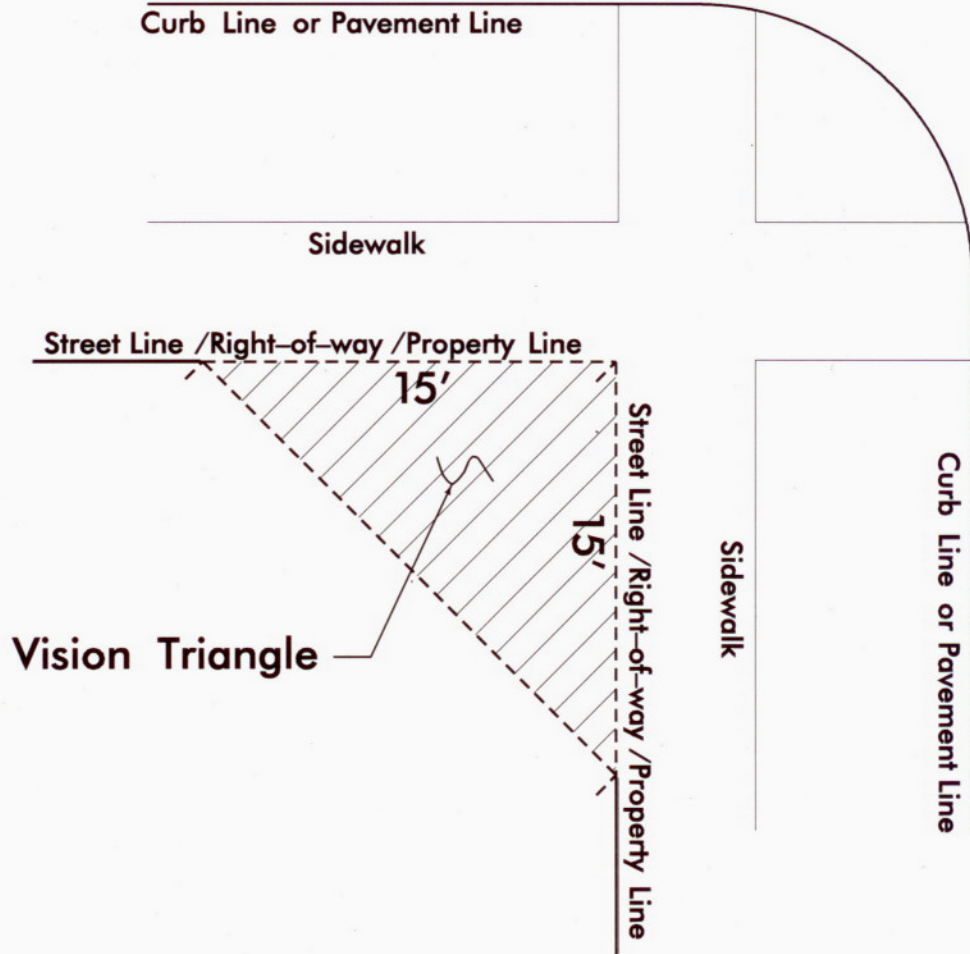 Curb Line or Pavement Line
Sidewalk
Street Line /Right–of–way /Property Line
15'
15'
Street Line /Right–of–way /Property Line
Sidewalk
Curb Line or Pavement Line
Vision Triangle